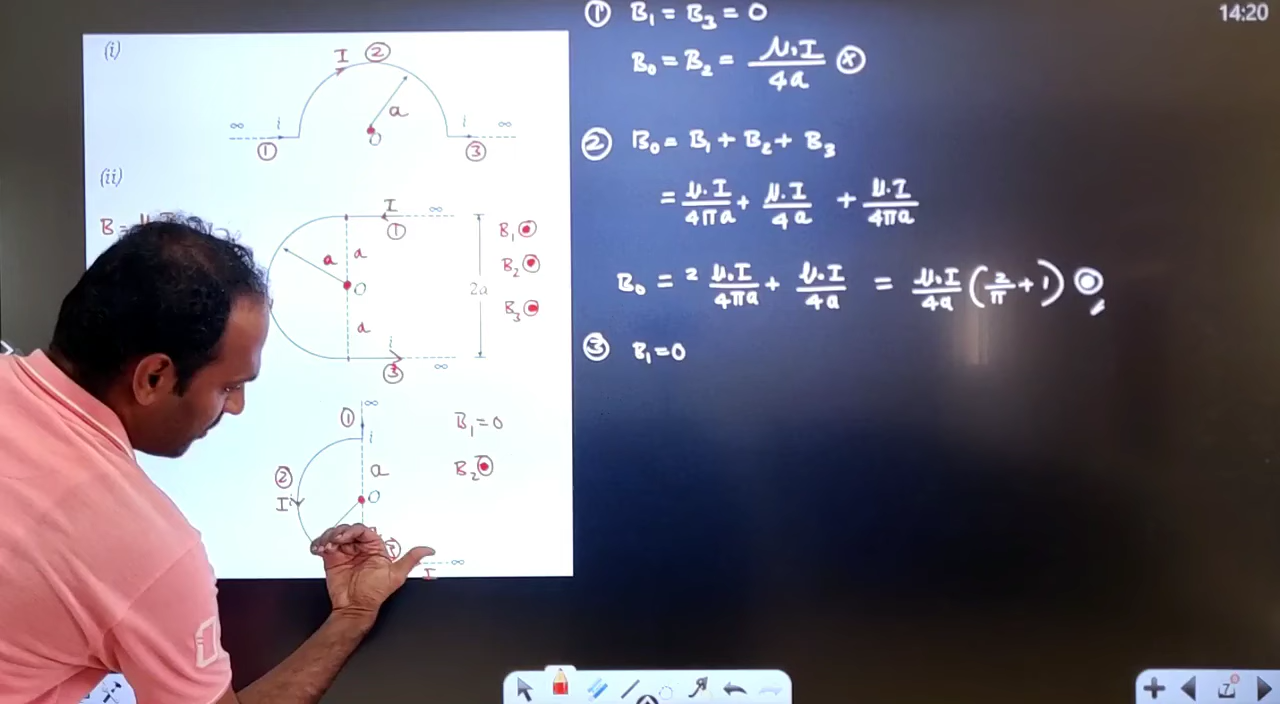 14:20
(i)
I ②
a
O
∞ i
i ∞
①
③
(ii)
B =
I ∞
①
a a
O
a
2a
B₁ ⊙
B₂ ⊙
B₃ ⊙
i
③ ∞
① ∞
i
B₁ = 0
② a
B₂ ⊙
I i O
∞
I
① B₁ = B₃ = 0
B₀ = B₂ = μ₀I/4a ⊗
② B₀ = B₁ + B₂ + B₃
= μ₀I/4πa + μ₀I/4a + μ₀I/4πa
B₀ = 2 μ₀I/4πa + μ₀I/4a = μ₀I/4a (2/π + 1) ⊙
③ B₁ = 0